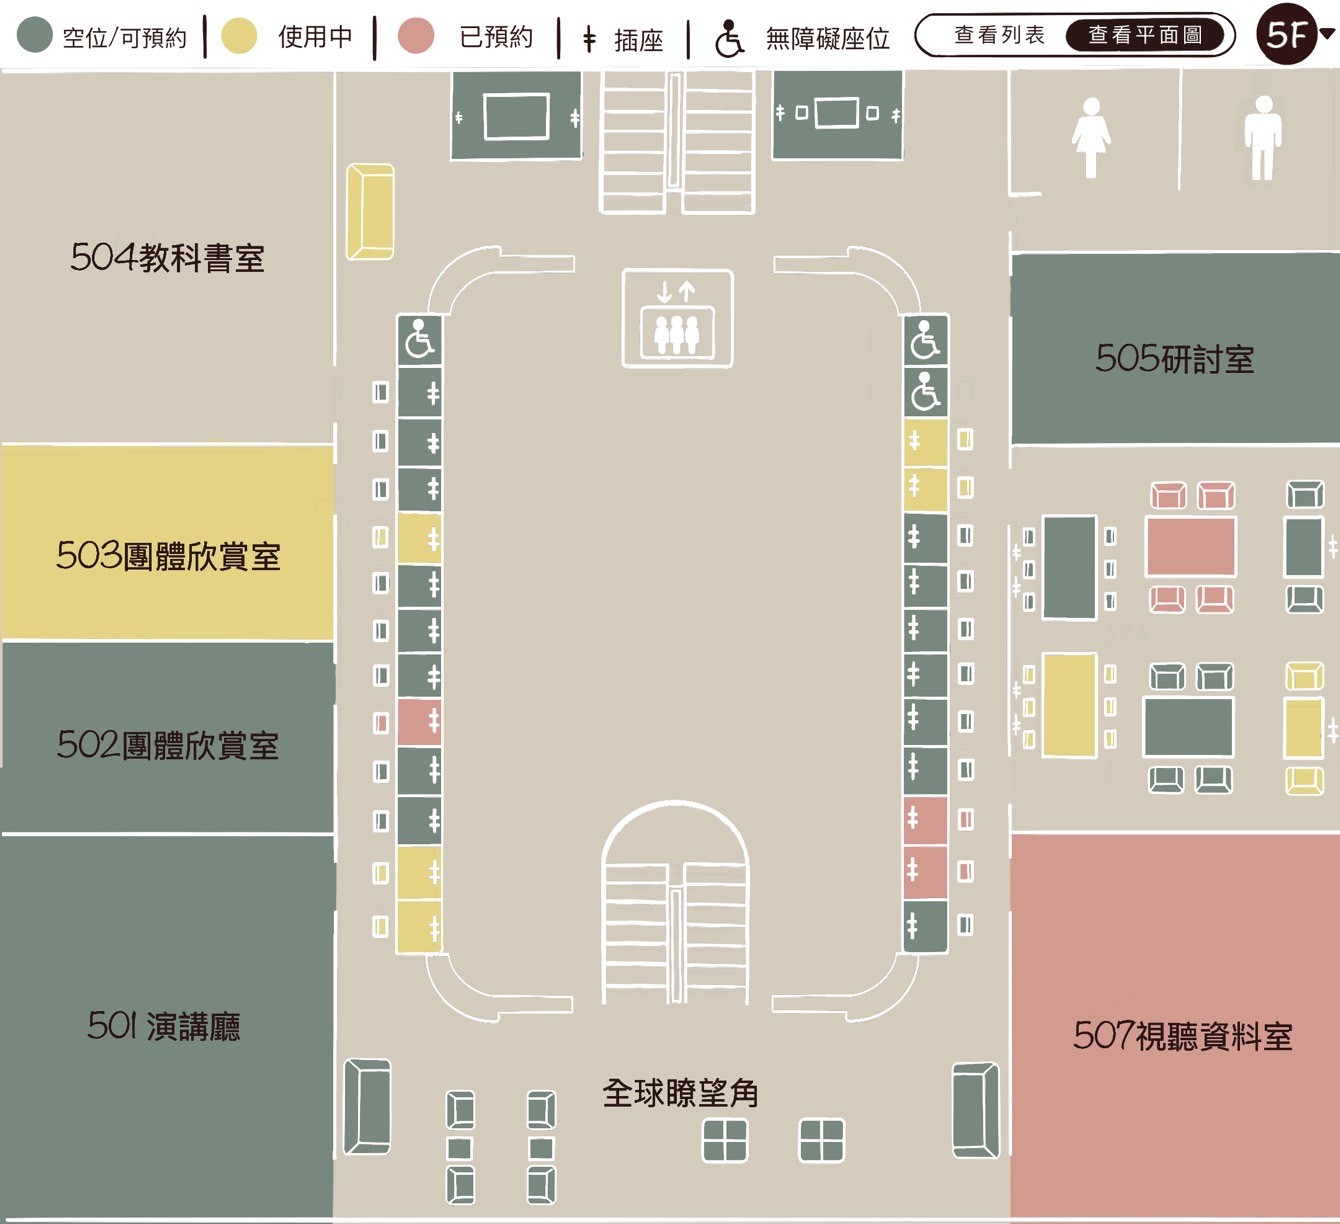 空位/可預約 使用中 已預約 插座 無障礙座位 查看列表 查看平面圖 5F
504教科書室
505研討室
503團體欣賞室
502團體欣賞室
501 演講廳
507視聽資料室
全球瞭望角